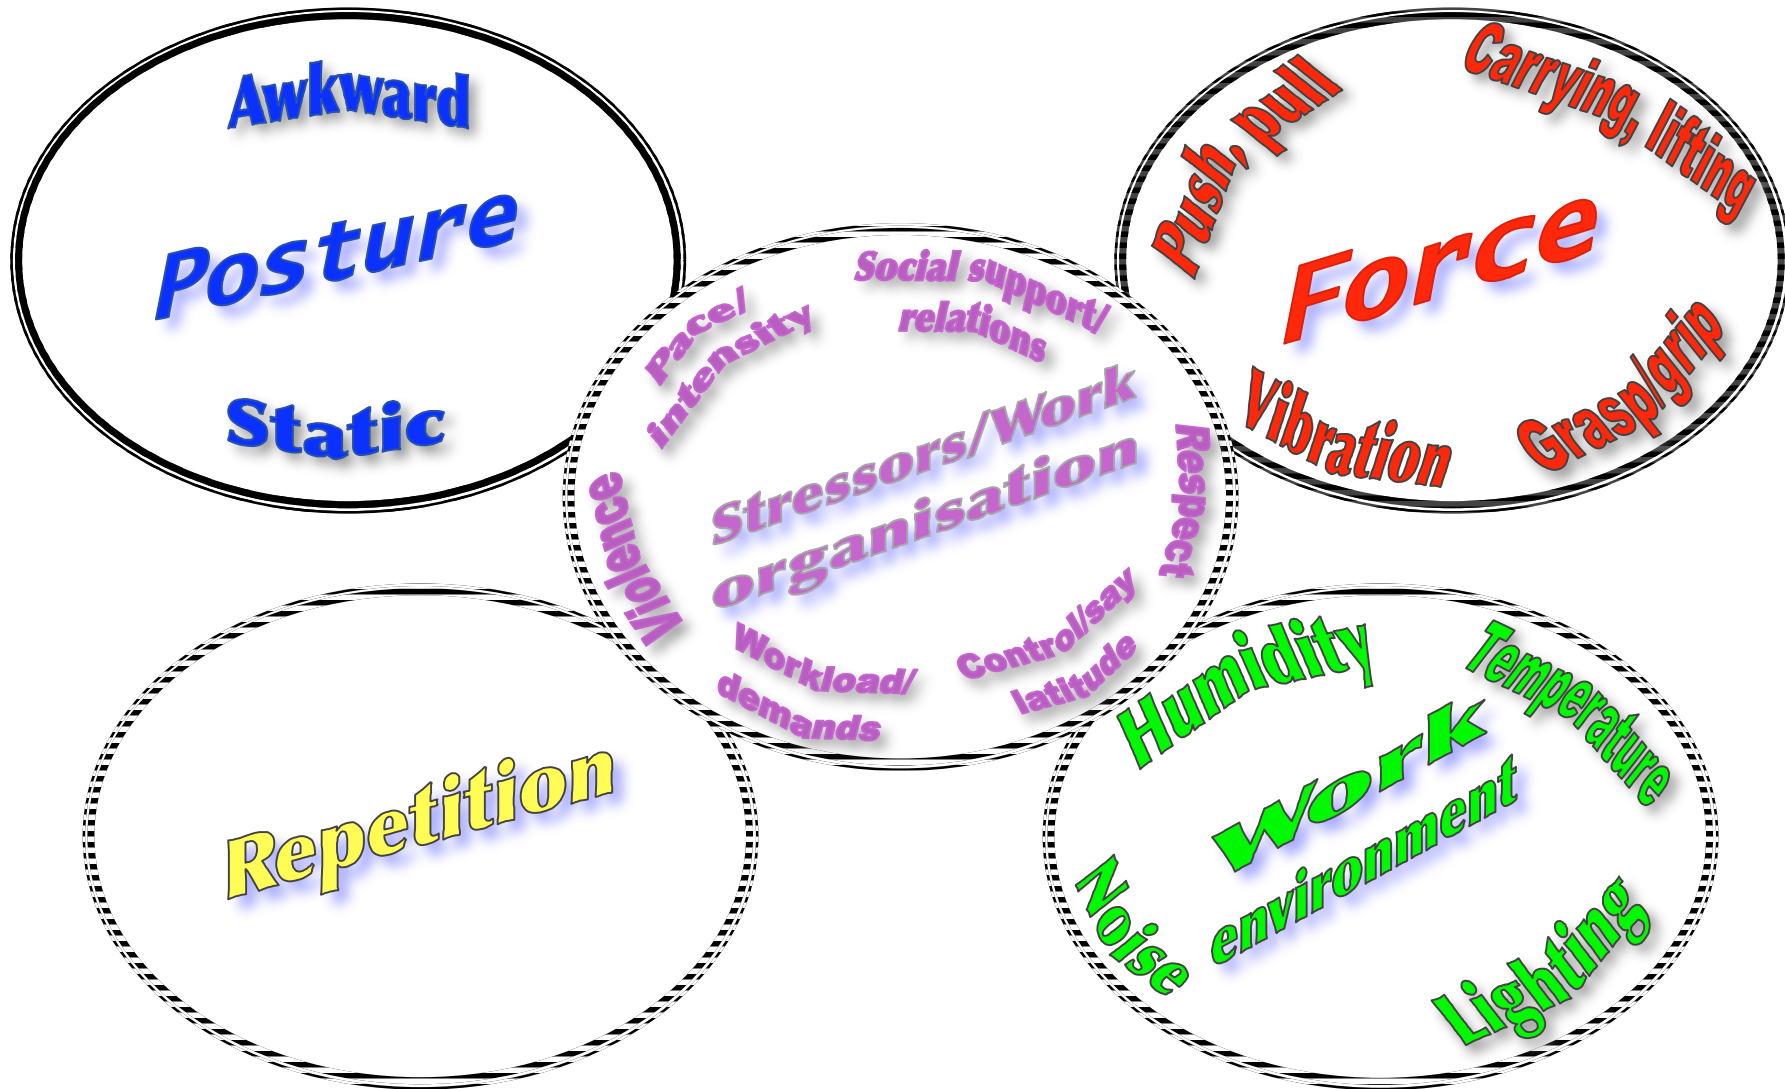 Awkward
Posture
Static
Push, pull
Carrying, lifting
Force
Vibration
Grasp/grip
Pace/
intensity
Social support/
relations
Stressors/Work
organisation
Respect
Violence
Workload/
demands
Control/say
latitude
Repetition
Humidity
Temperature
Work
environment
Noise
Lighting